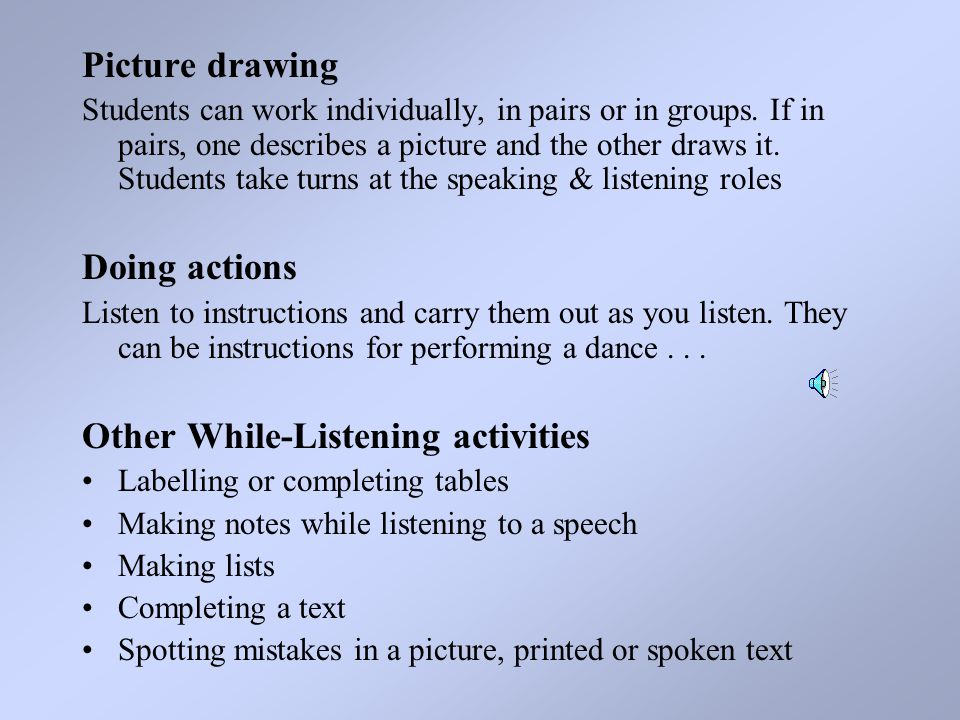 Picture drawing
Students can work individually, in pairs or in groups. If in
pairs, one describes a picture and the other draws it.
Students take turns at the speaking & listening roles
Doing actions
Listen to instructions and carry them out as you listen. They
can be instructions for performing a dance . . .
Other While-Listening activities
• Labelling or completing tables
• Making notes while listening to a speech
• Making lists
• Completing a text
• Spotting mistakes in a picture, printed or spoken text